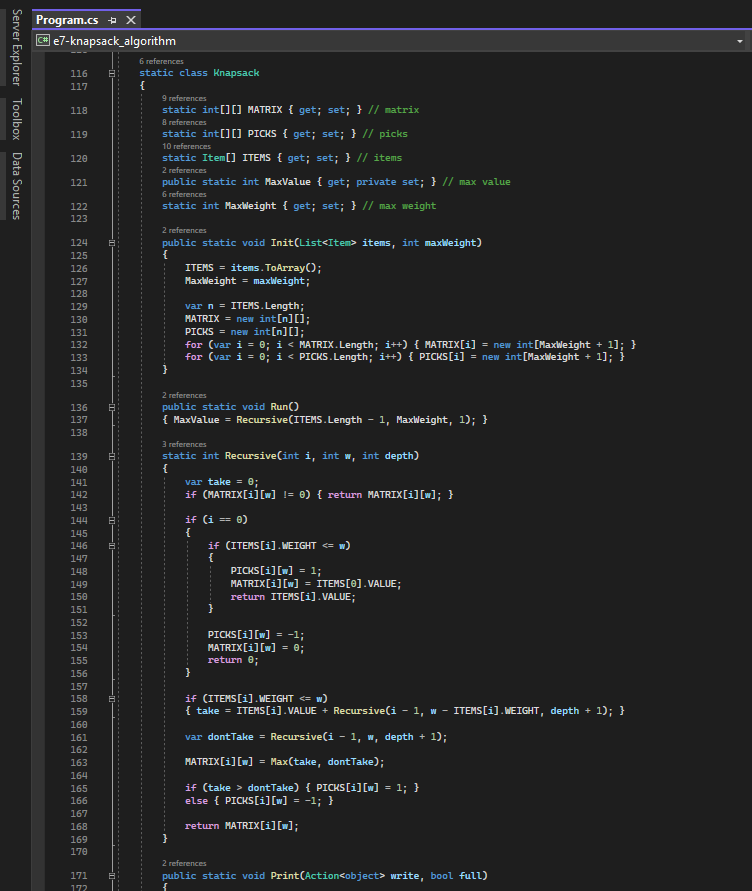 Server Explorer
Toolbox
Data Sources
Program.cs
C# e7-knapsack_algorithm
6 references
116 static class Knapsack
117 {
9 references
118 static int[][] MATRIX { get; set; } // matrix
8 references
119 static int[][] PICKS { get; set; } // picks
10 references
120 static Item[] ITEMS { get; set; } // items
2 references
121 public static int MaxValue { get; private set; } // max value
6 references
122 static int MaxWeight { get; set; } // max weight
123
2 references
124 public static void Init(List<Item> items, int maxWeight)
125 {
126 ITEMS = items.ToArray();
127 MaxWeight = maxWeight;
128
129 var n = ITEMS.Length;
130 MATRIX = new int[n][];
131 PICKS = new int[n][];
132 for (var i = 0; i < MATRIX.Length; i++) { MATRIX[i] = new int[MaxWeight + 1]; }
133 for (var i = 0; i < PICKS.Length; i++) { PICKS[i] = new int[MaxWeight + 1]; }
134 }
135
2 references
136 public static void Run()
137 { MaxValue = Recursive(ITEMS.Length - 1, MaxWeight, 1); }
138
3 references
139 static int Recursive(int i, int w, int depth)
140 {
141 var take = 0;
142 if (MATRIX[i][w] != 0) { return MATRIX[i][w]; }
143
144 if (i == 0)
145 {
146 if (ITEMS[i].WEIGHT <= w)
147 {
148 PICKS[i][w] = 1;
149 MATRIX[i][w] = ITEMS[0].VALUE;
150 return ITEMS[i].VALUE;
151 }
152
153 PICKS[i][w] = -1;
154 MATRIX[i][w] = 0;
155 return 0;
156 }
157
158 if (ITEMS[i].WEIGHT <= w)
159 { take = ITEMS[i].VALUE + Recursive(i - 1, w - ITEMS[i].WEIGHT, depth + 1); }
160
161 var dontTake = Recursive(i - 1, w, depth + 1);
162
163 MATRIX[i][w] = Max(take, dontTake);
164
165 if (take > dontTake) { PICKS[i][w] = 1; }
166 else { PICKS[i][w] = -1; }
167
168 return MATRIX[i][w];
169 }
170
2 references
171 public static void Print(Action<object> write, bool full)
172 {